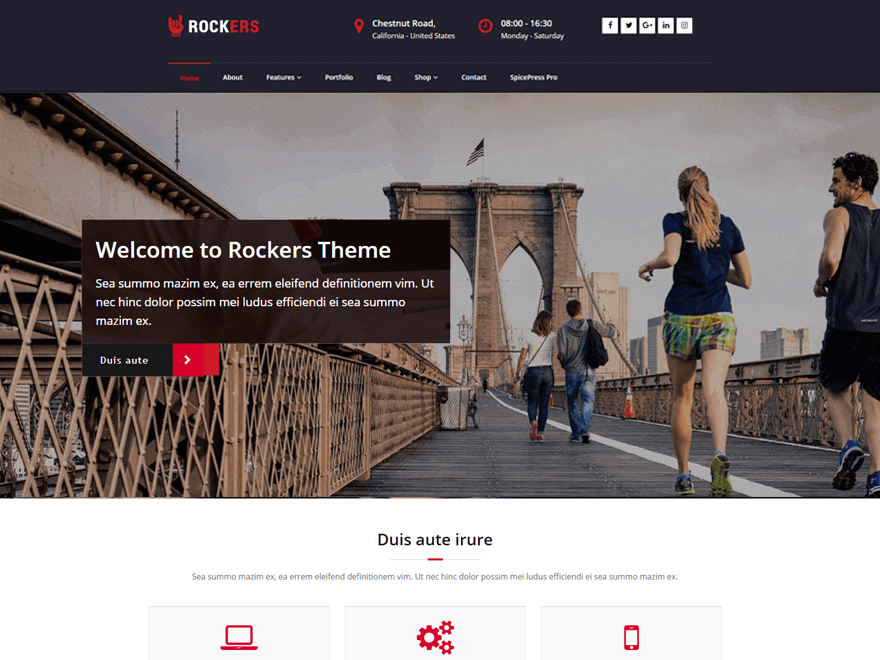 ROCKERS
Chestnut Road,
California - United States
08:00 - 16:30
Monday - Saturday
Home About Features Portfolio Blog Shop Contact SpicePress Pro
Welcome to Rockers Theme
Sea summo mazim ex, ea errem eleifend definitionem vim. Ut
nec hinc dolor possim mei ludus efficiendi ei sea summo
mazim ex.
Duis aute
Duis aute irure
Sea summo mazim ex, ea errem eleifend definitionem vim. Ut nec hinc dolor possim mei ludus efficiendi ei sea summo mazim ex.